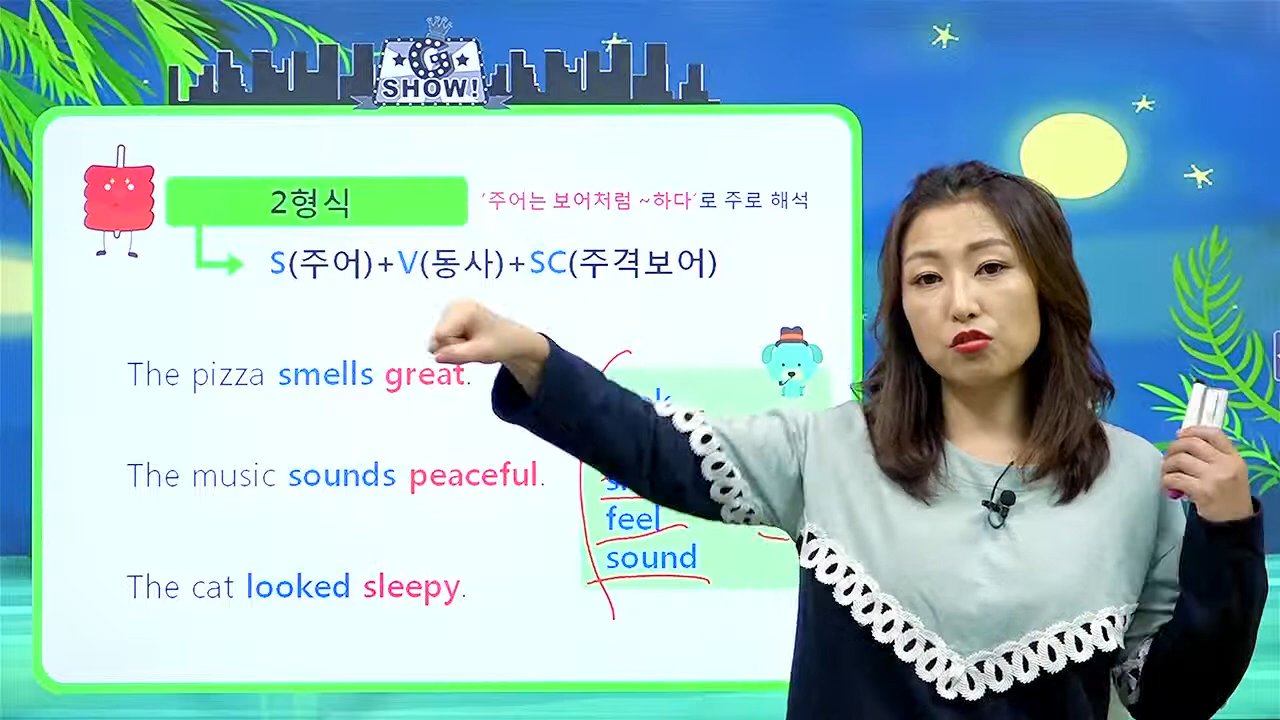 G
SHOW!
2형식
'주어는 보어처럼 ~하다'로 주로 해석
S(주어)+V(동사)+SC(주격보어)
The pizza smells great.
The music sounds peaceful.
The cat looked sleepy.
feel
sound